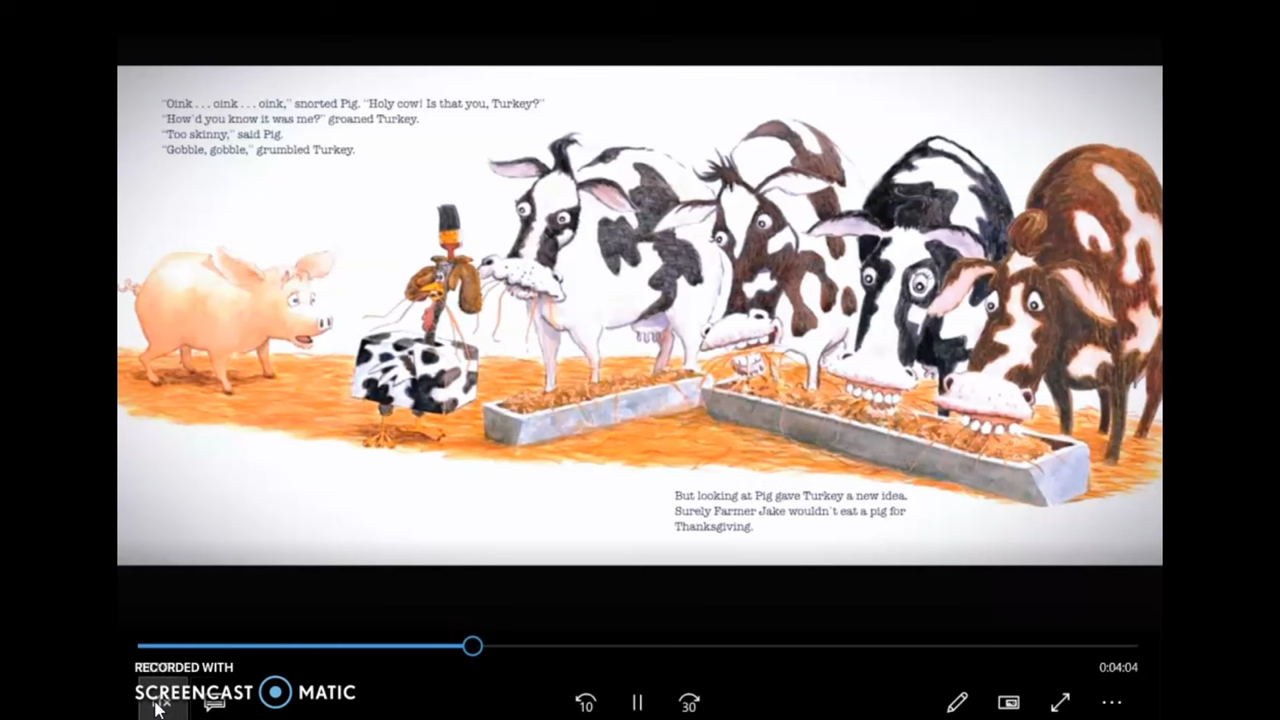 "Oink . . . oink . . . oink," snorted Pig. "Holy cow! Is that you, Turkey?"
"How'd you know it was me?" groaned Turkey.
"Too skinny," said Pig.
"Gobble, gobble," grumbled Turkey.
But looking at Pig gave Turkey a new idea.
Surely Farmer Jake wouldn't eat a pig for
Thanksgiving.
RECORDED WITH
0:04:04
SCREENCAST MATIC
10
30